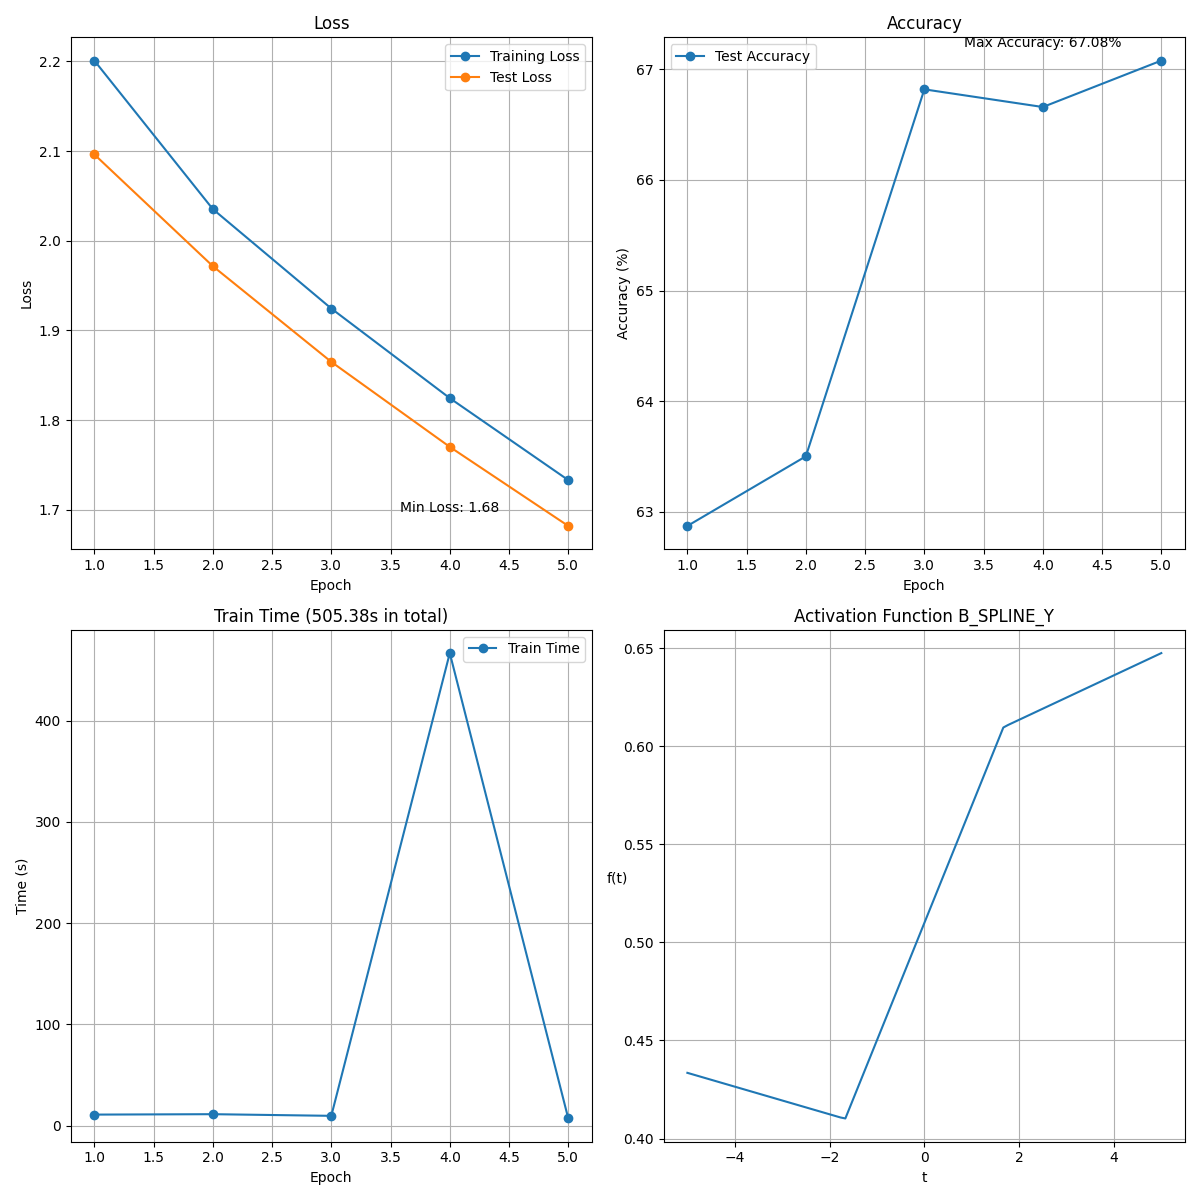 Loss
Training Loss
Test Loss
2.2
2.1
2.0
1.9
1.8
1.7
Loss
Min Loss: 1.68
1.0 1.5 2.0 2.5 3.0 3.5 4.0 4.5 5.0
Epoch
Accuracy
Max Accuracy: 67.08%
Test Accuracy
67
66
65
64
63
Accuracy (%)
1.0 1.5 2.0 2.5 3.0 3.5 4.0 4.5 5.0
Epoch
Train Time (505.38s in total)
Train Time
400
300
200
100
0
Time (s)
1.0 1.5 2.0 2.5 3.0 3.5 4.0 4.5 5.0
Epoch
Activation Function B_SPLINE_Y
0.65
0.60
0.55
0.50
0.45
0.40
f(t)
−4 −2 0 2 4
t